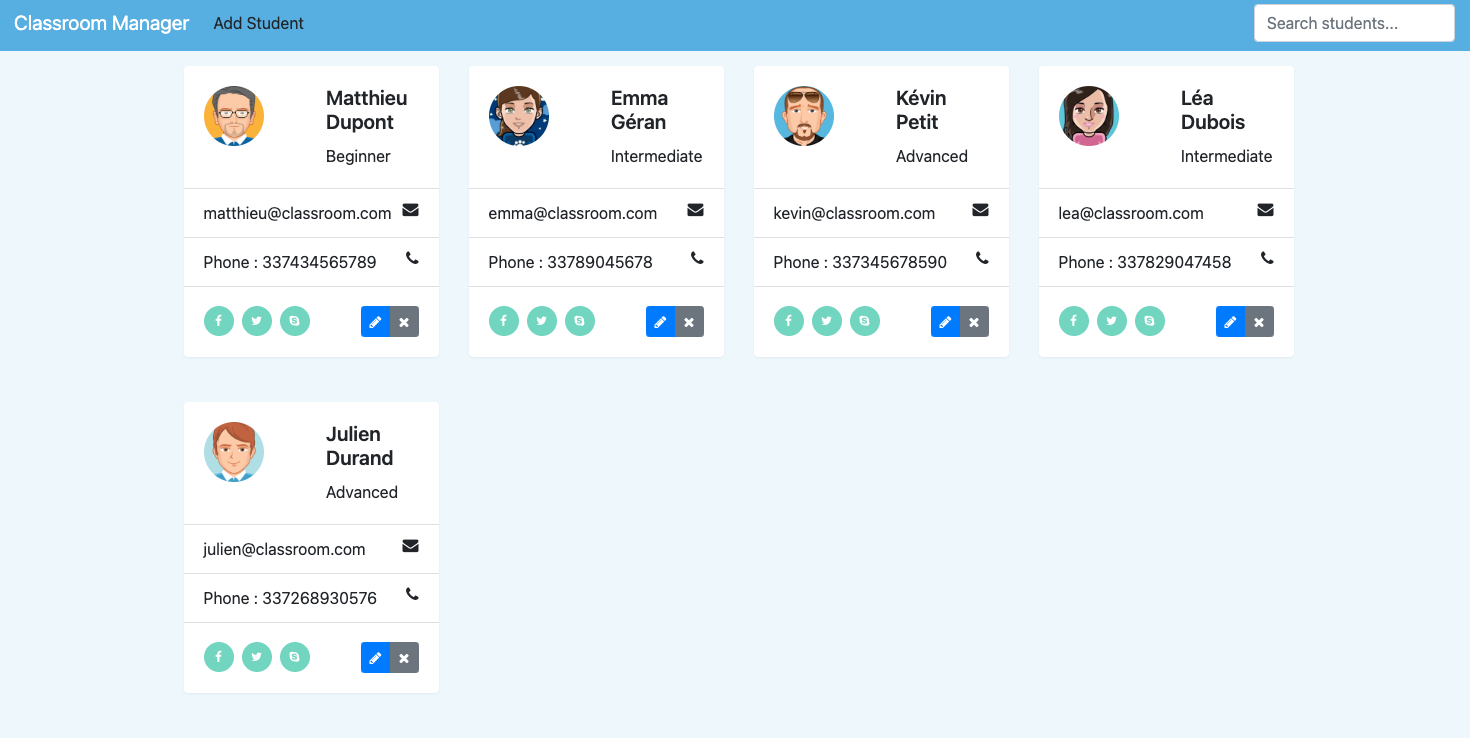 Classroom Manager Add Student Search students...
Matthieu
Dupont
Beginner
matthieu@classroom.com
Phone : 337434565789
Emma
Géran
Intermediate
emma@classroom.com
Phone : 33789045678
Kévin
Petit
Advanced
kevin@classroom.com
Phone : 337345678590
Léa
Dubois
Intermediate
lea@classroom.com
Phone : 337829047458
Julien
Durand
Advanced
julien@classroom.com
Phone : 337268930576